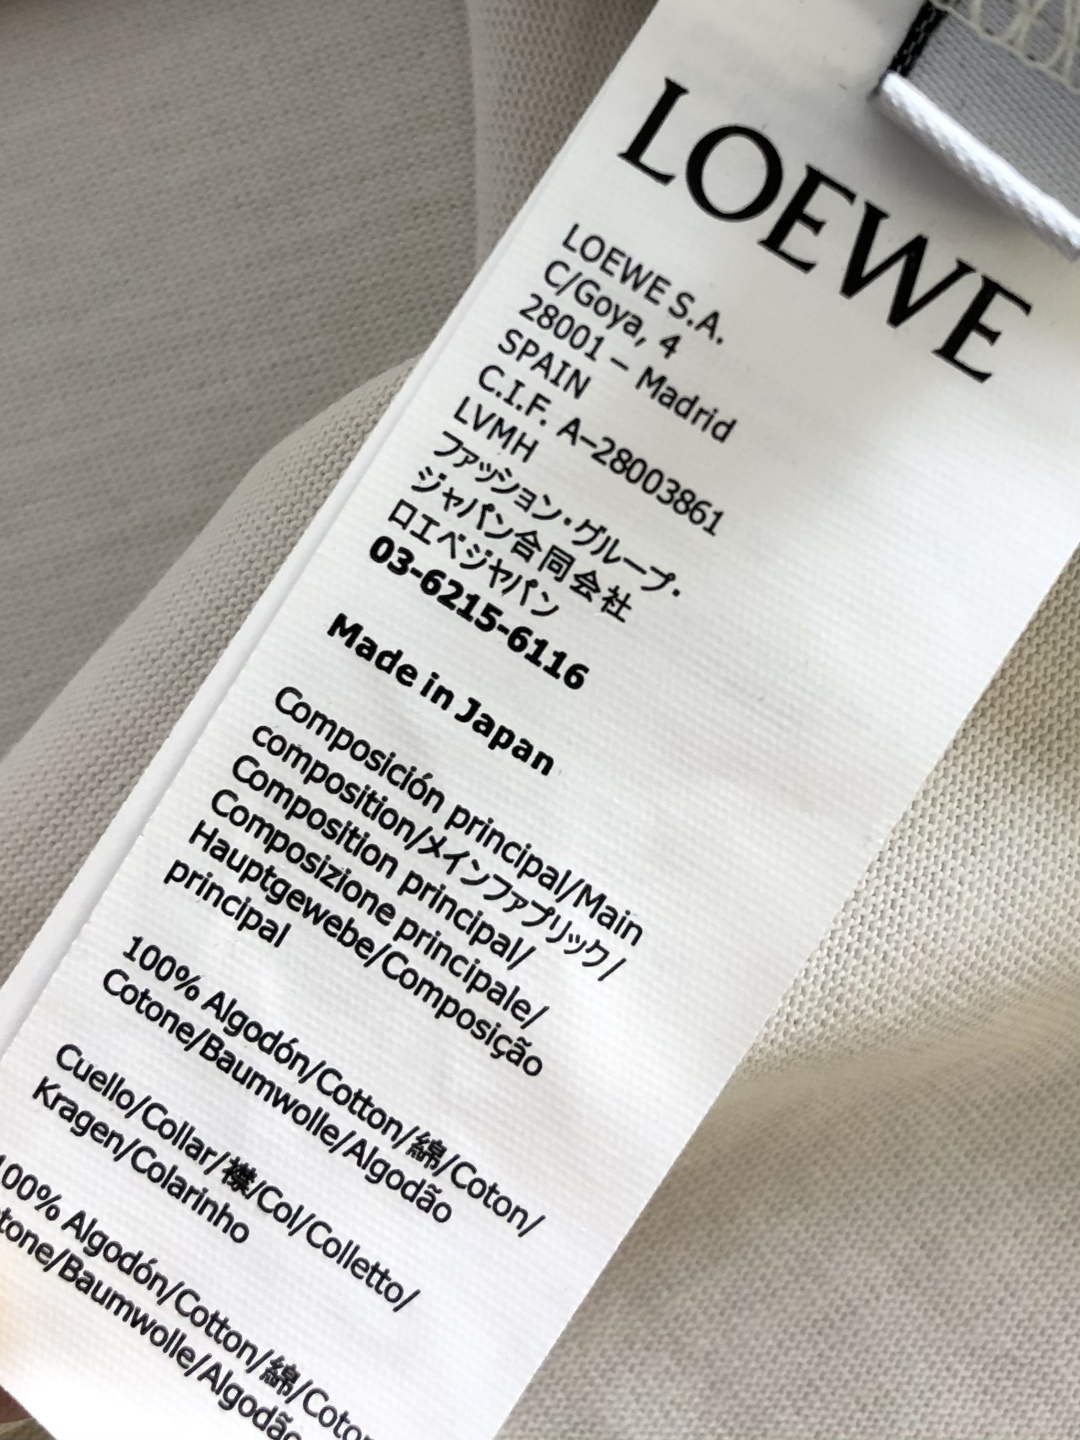 LOEWE
LOEWE S.A.
C/Goya, 4
28001 – Madrid
SPAIN
C.I.F. A-28003861
LVMH
ファッション・グループ・
ジャパン合同会社
ロエベジャパン
03-6215-6116
Made in Japan
Composición principal/Main
composition/メインファブリック/
Composition principal/
Composizione principale/
Hauptgewebe/Composição
principal
100% Algodón/Cotton/綿/Coton/
Cotone/Baumwolle/Algodão
Cuello/Collar/襟/Col/Colletto/
Kragen/Colarinho
100% Algodón/Cotton/綿/Coton
Cotone/Baumwolle/Algodão